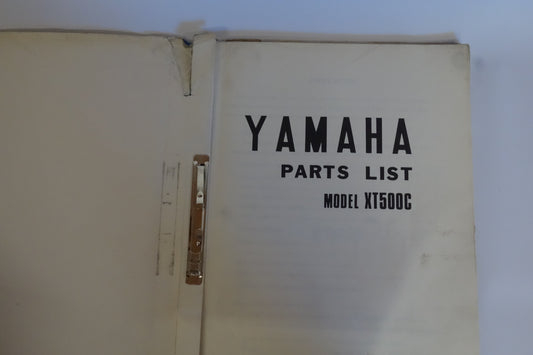 YAMAHA
PARTS LIST
MODEL XT500C